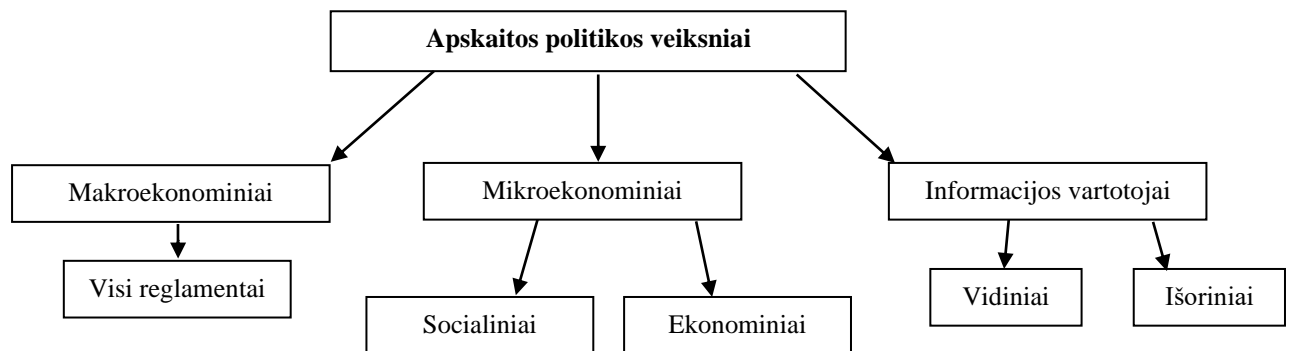 Apskaitos politikos veiksniai
Makroekonominiai
Mikroekonominiai
Informacijos vartotojai
Visi reglamentai
Socialiniai
Ekonominiai
Vidiniai
Išoriniai